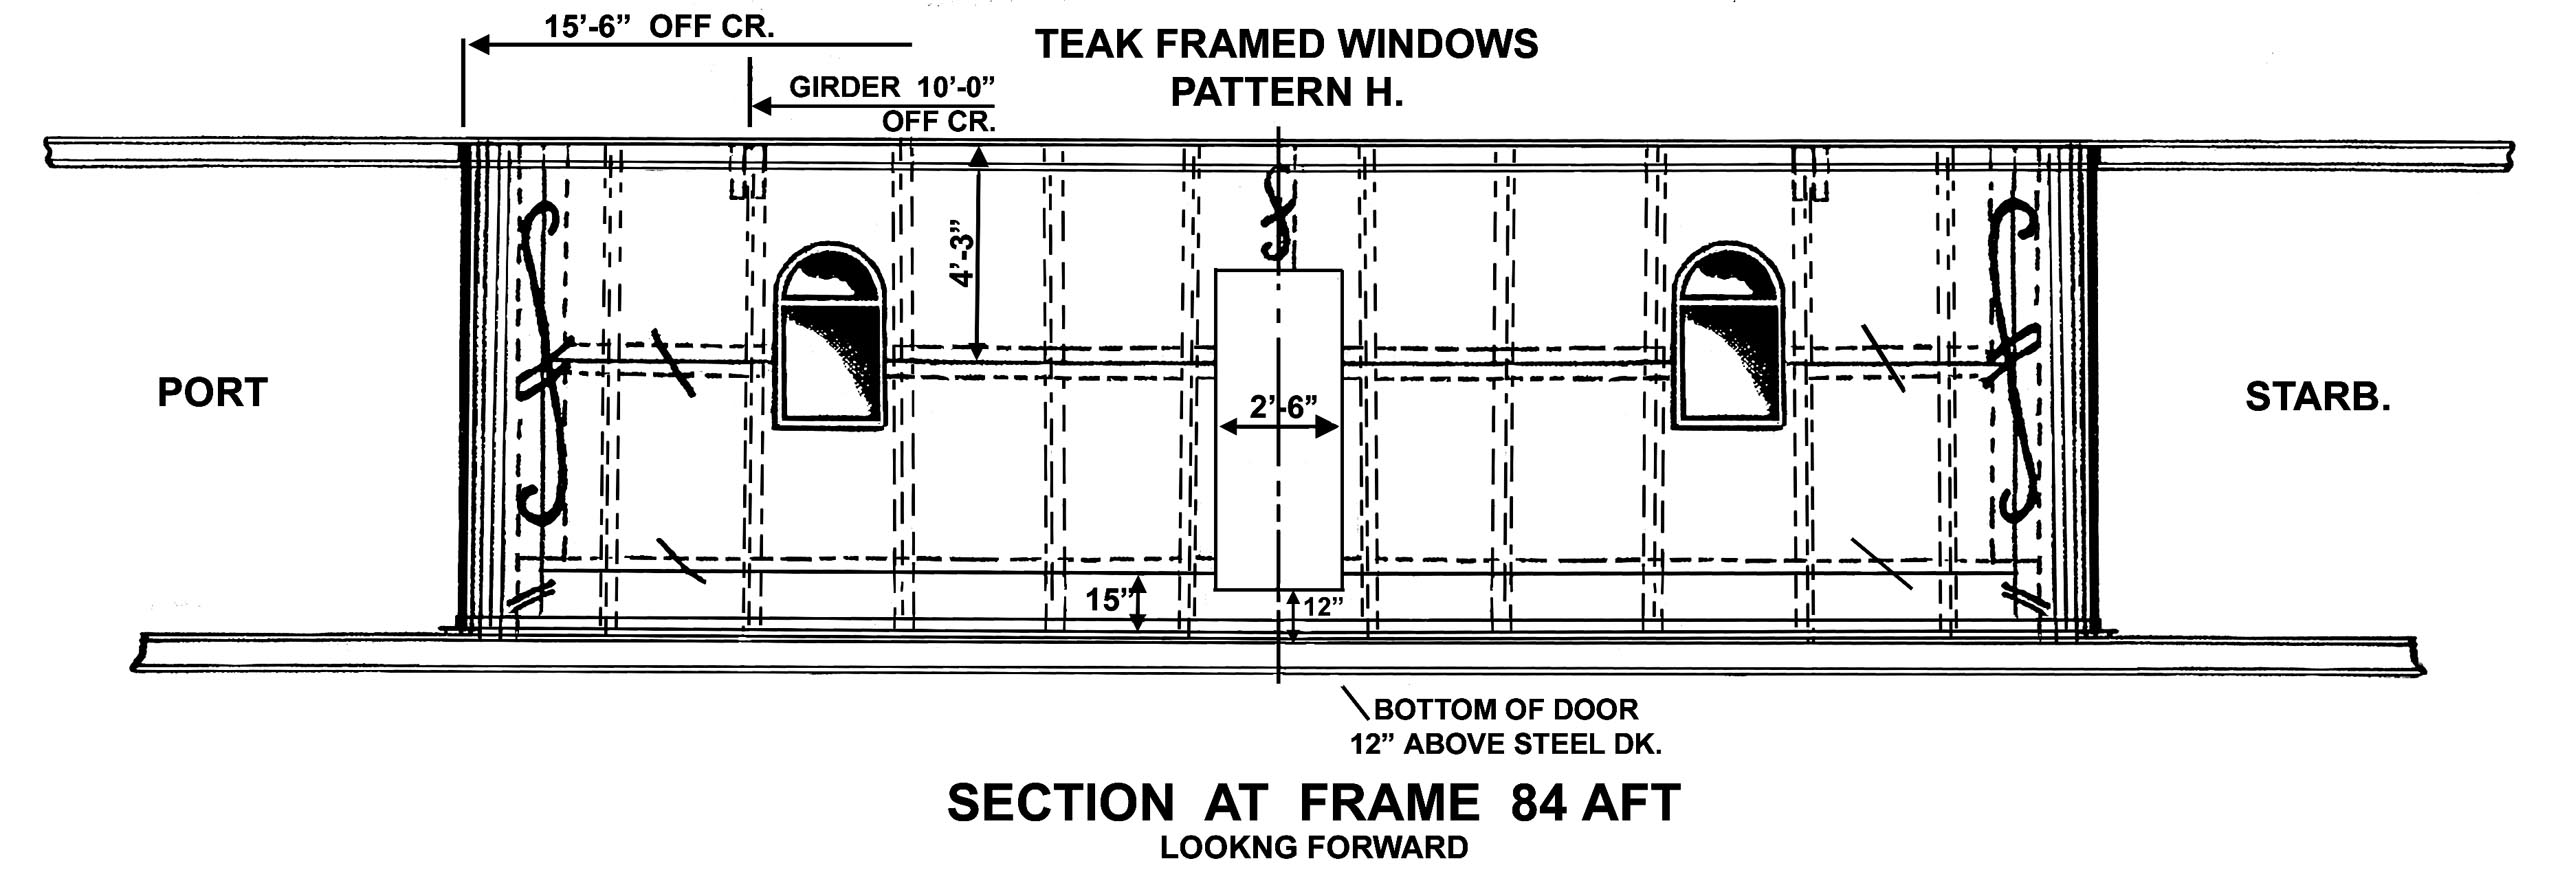 15’-6” OFF CR.
TEAK FRAMED WINDOWS
PATTERN H.
GIRDER 10’-0”
OFF CR.
4’-3”
PORT
2’-6”
STARB.
15”
12”
BOTTOM OF DOOR
12” ABOVE STEEL DK.
SECTION AT FRAME 84 AFT
LOOKNG FORWARD